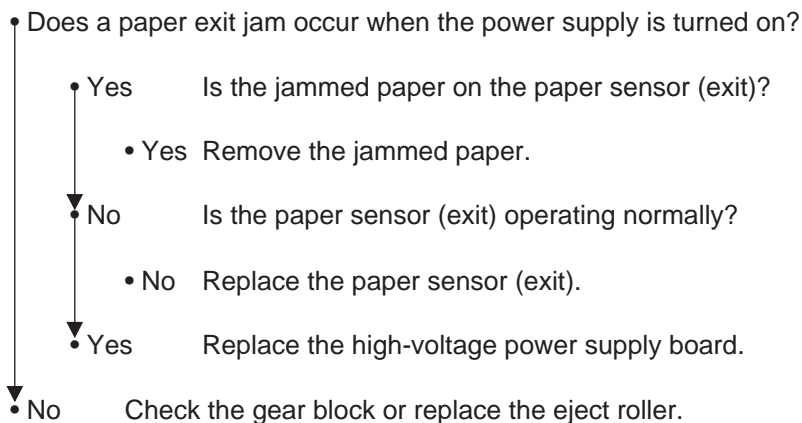 • Does a paper exit jam occur when the power supply is turned on?
• Yes Is the jammed paper on the paper sensor (exit)?
• Yes Remove the jammed paper.
• No Is the paper sensor (exit) operating normally?
• No Replace the paper sensor (exit).
• Yes Replace the high-voltage power supply board.
• No Check the gear block or replace the eject roller.